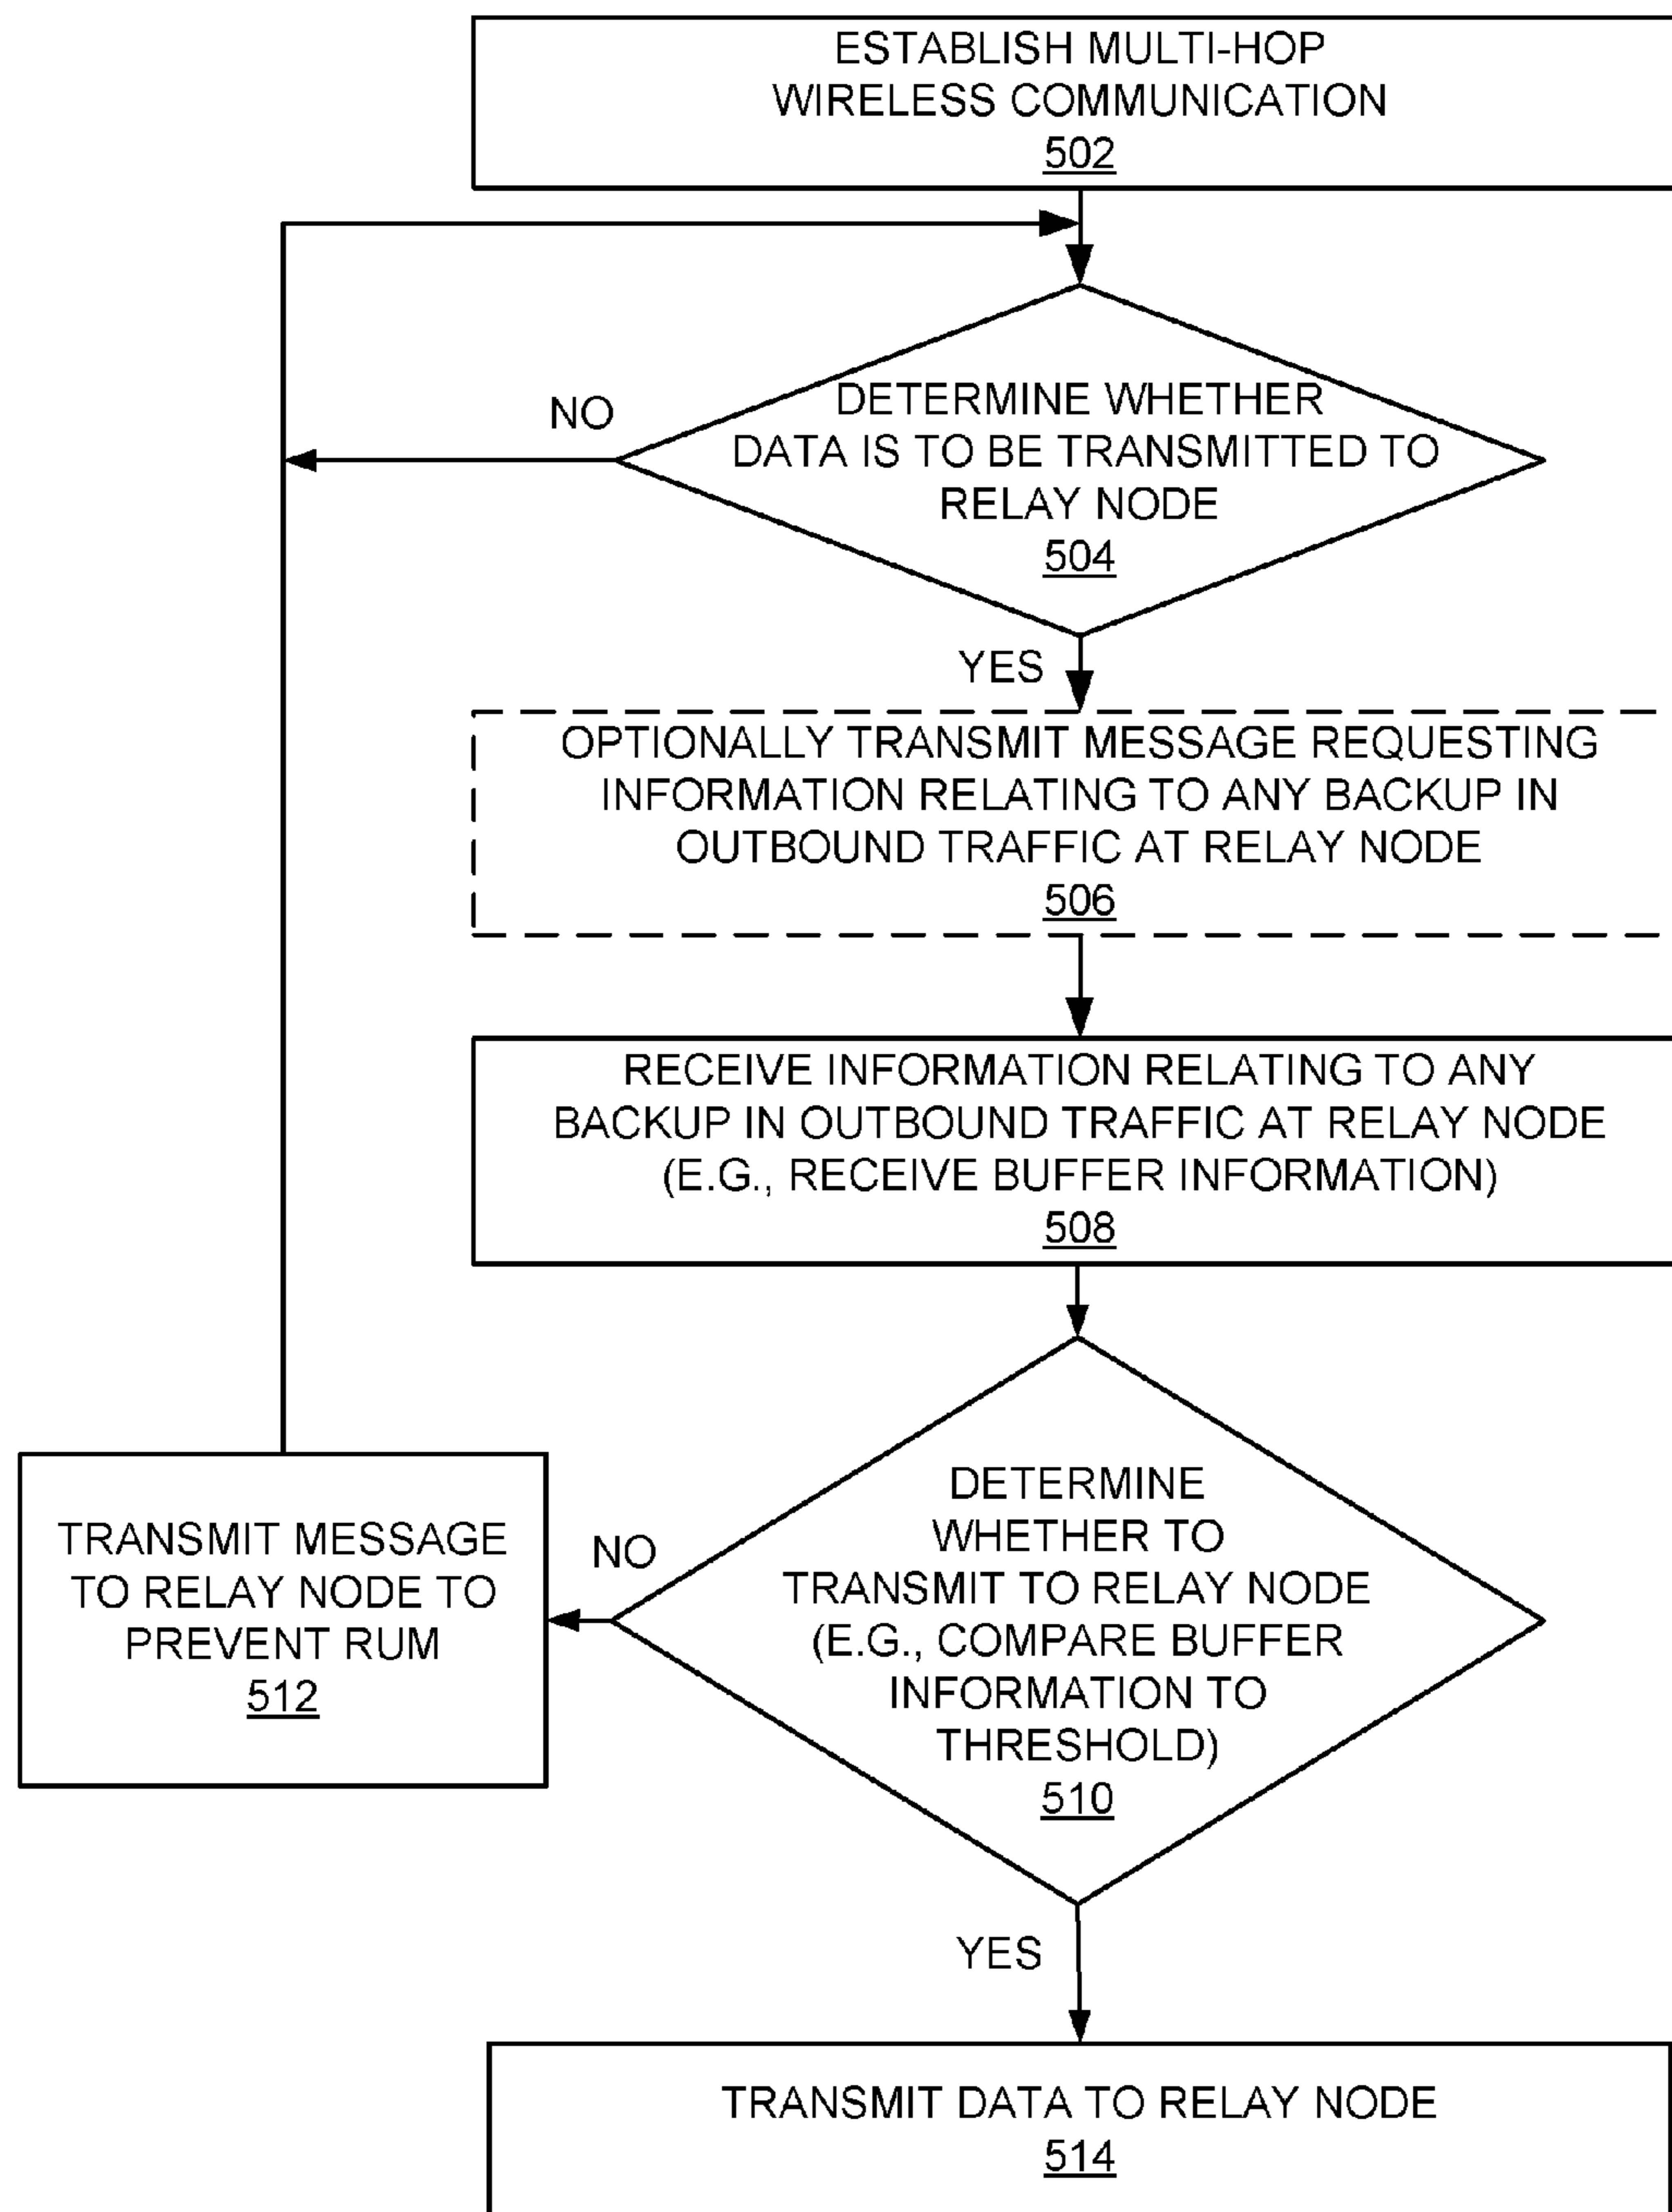 ESTABLISH MULTI-HOP
WIRELESS COMMUNICATION
502
NO
DETERMINE WHETHER
DATA IS TO BE TRANSMITTED TO
RELAY NODE
504
YES
OPTIONALLY TRANSMIT MESSAGE REQUESTING
INFORMATION RELATING TO ANY BACKUP IN
OUTBOUND TRAFFIC AT RELAY NODE
506
RECEIVE INFORMATION RELATING TO ANY
BACKUP IN OUTBOUND TRAFFIC AT RELAY NODE
(E.G., RECEIVE BUFFER INFORMATION)
508
DETERMINE
WHETHER TO
TRANSMIT TO RELAY NODE
(E.G., COMPARE BUFFER
INFORMATION TO
THRESHOLD)
510
NO
TRANSMIT MESSAGE
TO RELAY NODE TO
PREVENT RUM
512
YES
TRANSMIT DATA TO RELAY NODE
514